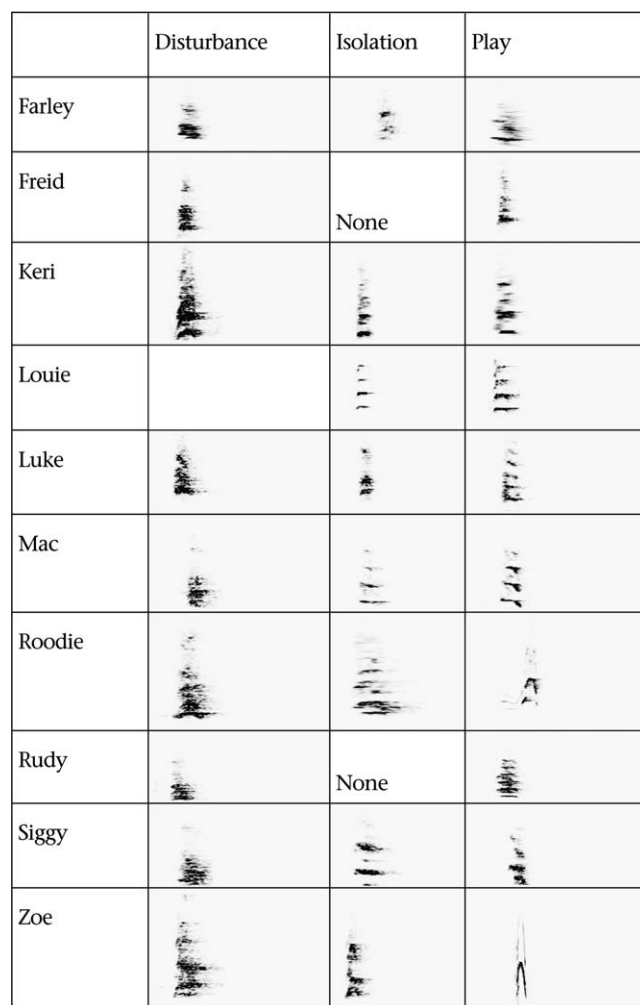 Disturbance Isolation Play
Farley
Freid
None
Keri
Louie
Luke
Mac
Roodie
Rudy
None
Siggy
Zoe